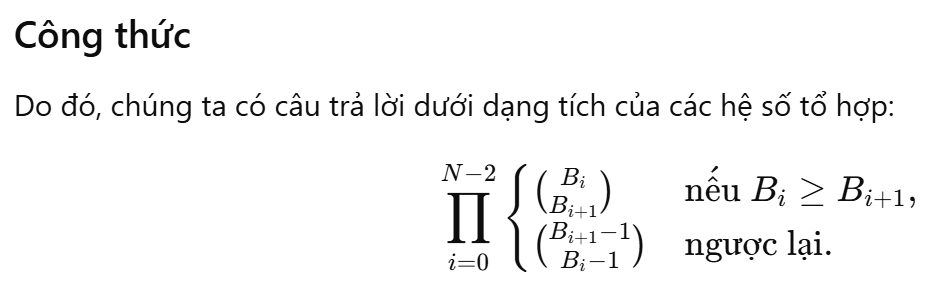 Công thức
Do đó, chúng ta có câu trả lời dưới dạng tích của các hệ số tổ hợp:
$$\prod_{i=0}^{N-2} \begin{cases} \binom{B_i}{B_{i+1}} & \text{nếu } B_i \geq B_{i+1}, \\ \binom{B_{i+1}-1}{B_i-1} & \text{ngược lại.} \end{cases}$$